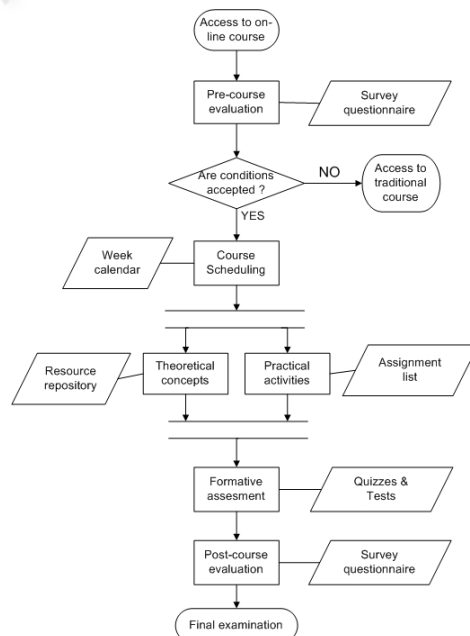 Access to on-
line course
Pre-course
evaluation
Survey
questionnaire
Are conditions
accepted ?
NO
Access to
traditional
course
YES
Week
calendar
Course
Scheduling
Resource
repository
Theoretical
concepts
Practical
activities
Assignment
list
Formative
assesment
Quizzes &
Tests
Post-course
evaluation
Survey
questionnaire
Final examination